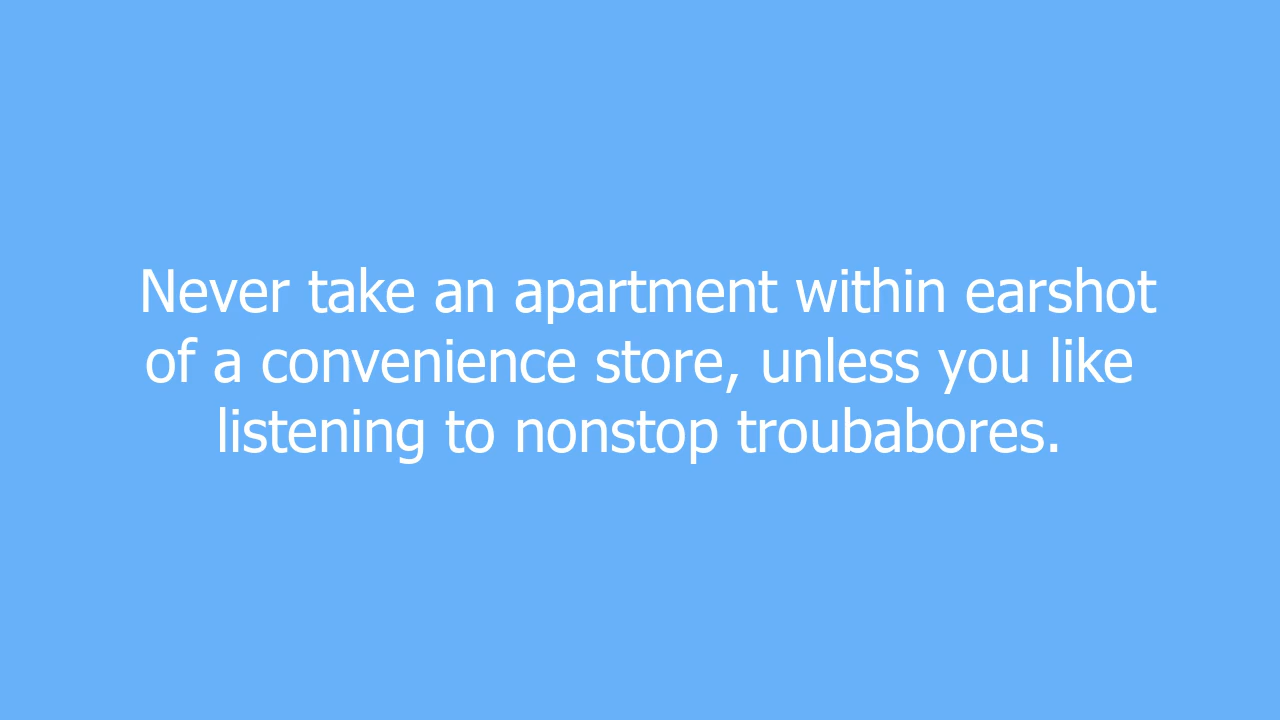 Never take an apartment within earshot
of a convenience store, unless you like
listening to nonstop troubabores.